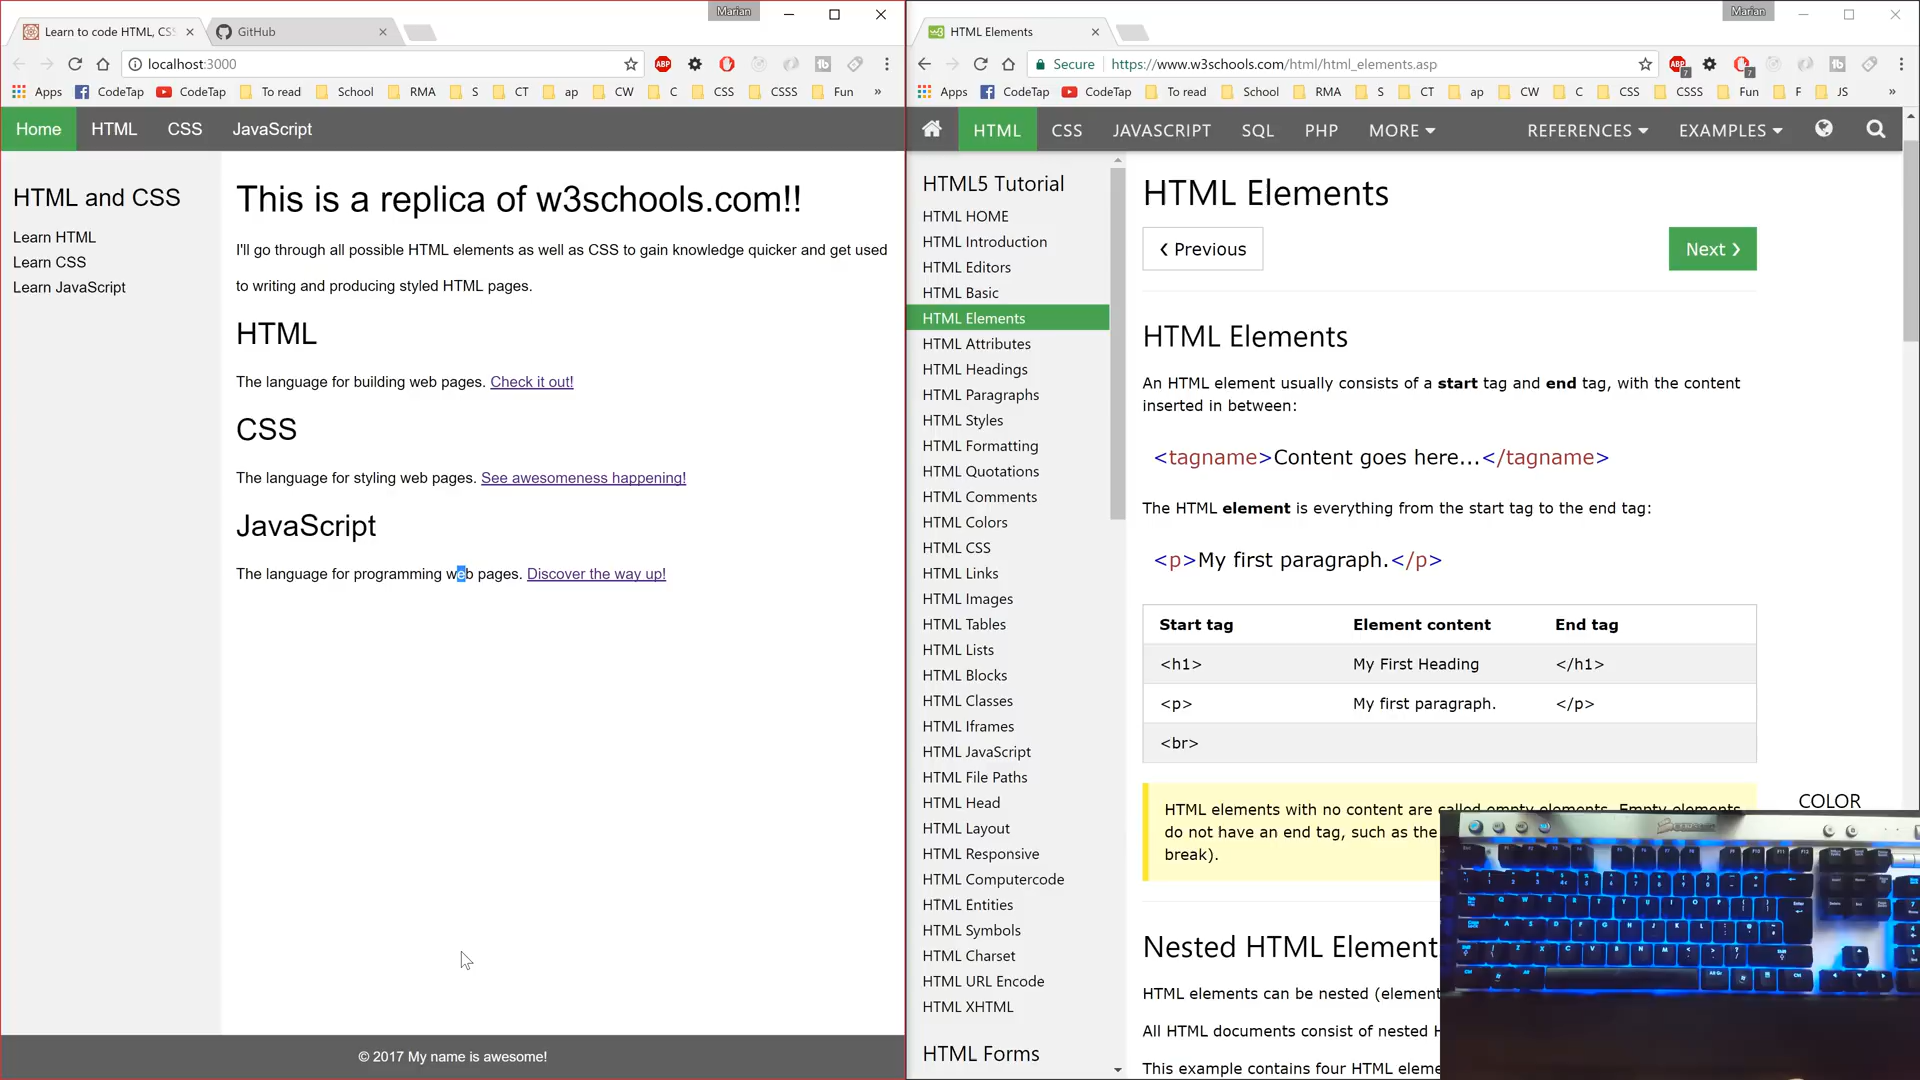 Marian
Learn to code HTML, CSS
GitHub
localhost:3000
Apps
CodeTap
CodeTap
To read
School
RMA
S
CT
ap
CW
C
CSS
CSSS
Fun
»
Home
HTML
CSS
JavaScript
HTML and CSS
Learn HTML
Learn CSS
Learn JavaScript
This is a replica of w3schools.com!!
I'll go through all possible HTML elements as well as CSS to gain knowledge quicker and get used
to writing and producing styled HTML pages.
HTML
The language for building web pages. Check it out!
CSS
The language for styling web pages. See awesomeness happening!
JavaScript
The language for programming web pages. Discover the way up!
© 2017 My name is awesome!
Marian
HTML Elements
Secure
https://www.w3schools.com/html/html_elements.asp
Apps
CodeTap
CodeTap
To read
School
RMA
S
CT
ap
CW
C
CSS
CSSS
Fun
F
JS
»
HTML
CSS
JAVASCRIPT
SQL
PHP
MORE
REFERENCES
EXAMPLES
HTML5 Tutorial
HTML HOME
HTML Introduction
HTML Editors
HTML Basic
HTML Elements
HTML Attributes
HTML Headings
HTML Paragraphs
HTML Styles
HTML Formatting
HTML Quotations
HTML Comments
HTML Colors
HTML CSS
HTML Links
HTML Images
HTML Tables
HTML Lists
HTML Blocks
HTML Classes
HTML Iframes
HTML JavaScript
HTML File Paths
HTML Head
HTML Layout
HTML Responsive
HTML Computercode
HTML Entities
HTML Symbols
HTML Charset
HTML URL Encode
HTML XHTML
HTML Forms
HTML Elements
❮ Previous
Next ❯
HTML Elements
An HTML element usually consists of a start tag and end tag, with the content
inserted in between:
<tagname>Content goes here...</tagname>
The HTML element is everything from the start tag to the end tag:
<p>My first paragraph.</p>
Start tag Element content End tag
<h1> My First Heading </h1>
<p> My first paragraph. </p>
<br>
HTML elements with no content are called empty elements. Empty elements
do not have an end tag, such as the
break).
COLOR
Nested HTML Element
HTML elements can be nested (element
All HTML documents consist of nested H
This example contains four HTML eleme